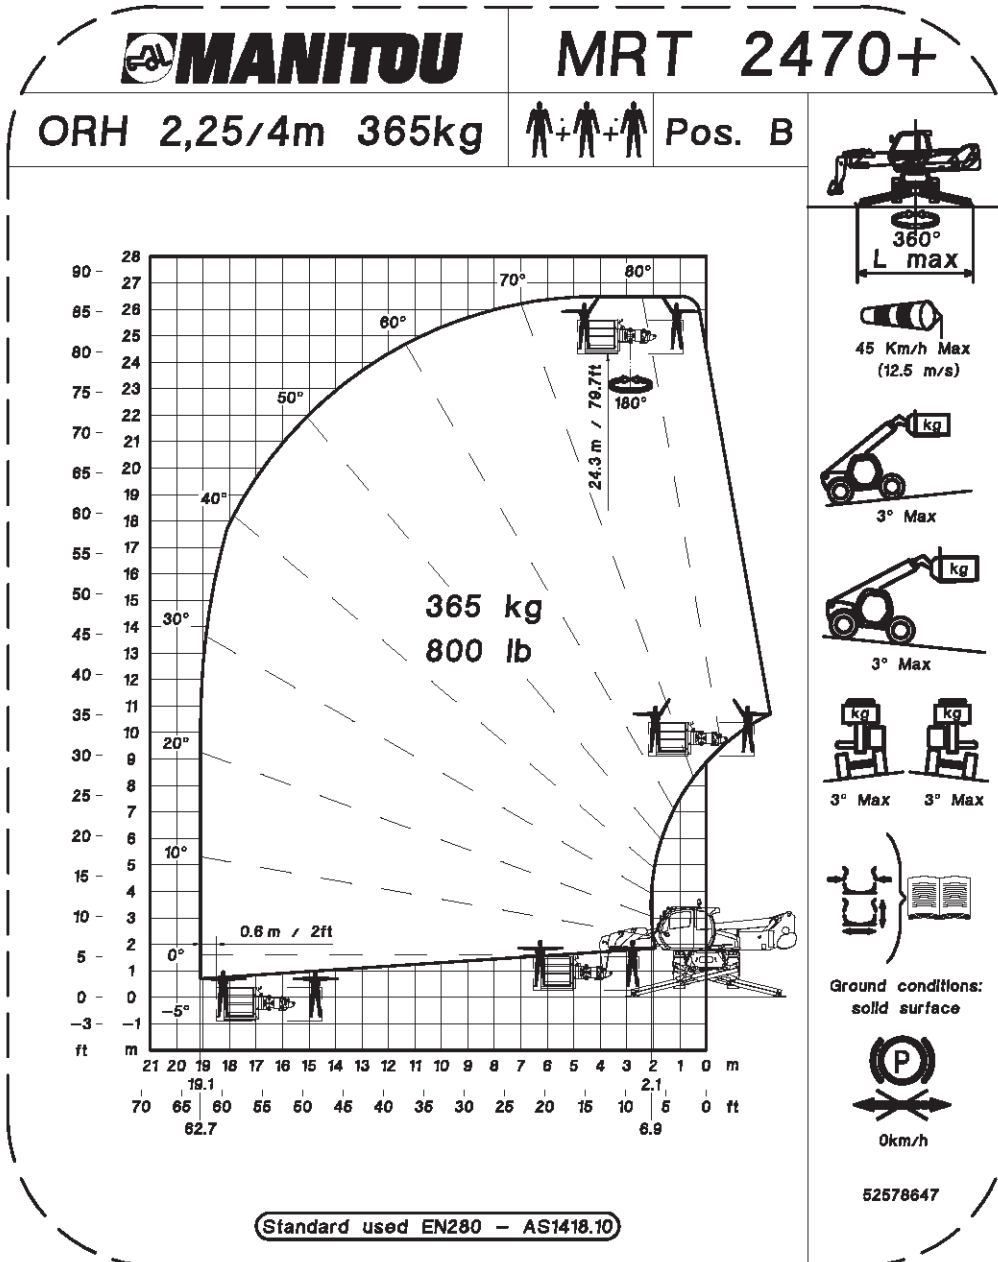 MANITOU
MRT 2470+
ORH 2,25/4m 365kg
+ +
Pos. B
360°
L max
45 Km/h Max
(12.5 m/s)
kg
3° Max
kg
3° Max
kg kg
3° Max 3° Max
Ground conditions:
solid surface
P
0km/h
52578647
90 85 80 75 70 65 60 55 50 45 40 35 30 25 20 15 10 5 0 -3 ft
28 27 26 25 24 23 22 21 20 19 18 17 16 15 14 13 12 11 10 9 8 7 6 5 4 3 2 1 0 -1 m
80°
70°
60°
50°
40°
30°
20°
10°
0°
-5°
180°
24.3 m / 79.7ft
365 kg
800 lb
0.6 m / 2ft
21 20 19 18 17 16 15 14 13 12 11 10 9 8 7 6 5 4 3 2 1 0 m
19.1 2.1
70 65 60 55 50 45 40 35 30 25 20 15 10 5 0 ft
62.7 6.9
Standard used EN280 - AS1418.10